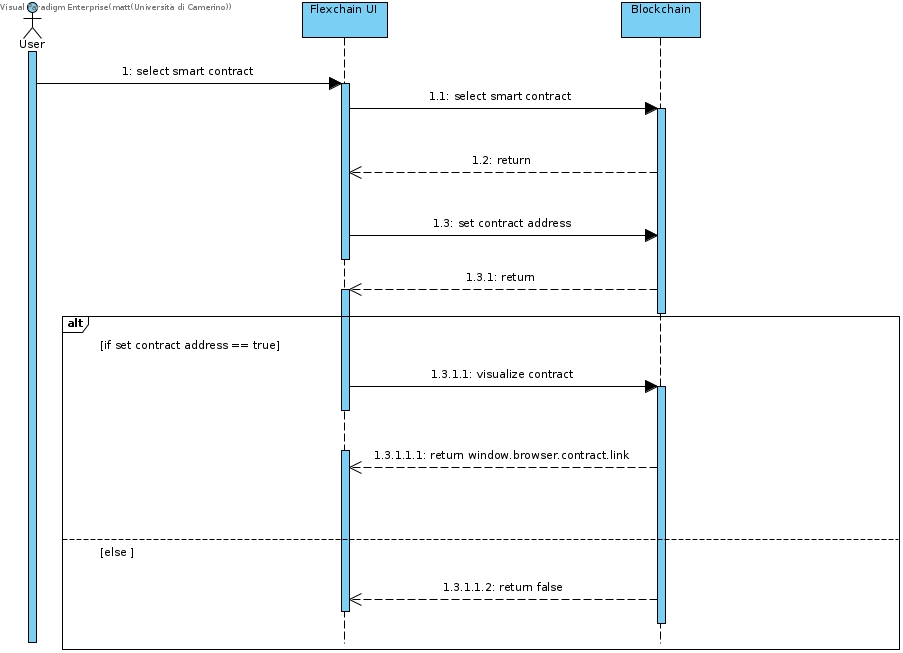 Visual Paradigm Enterprise(matt(Università di Camerino))
User
Flexchain UI
Blockchain
1: select smart contract
1.1: select smart contract
1.2: return
1.3: set contract address
1.3.1: return
alt
[if set contract address == true]
1.3.1.1: visualize contract
1.3.1.1.1: return window.browser.contract.link
[else ]
1.3.1.1.2: return false